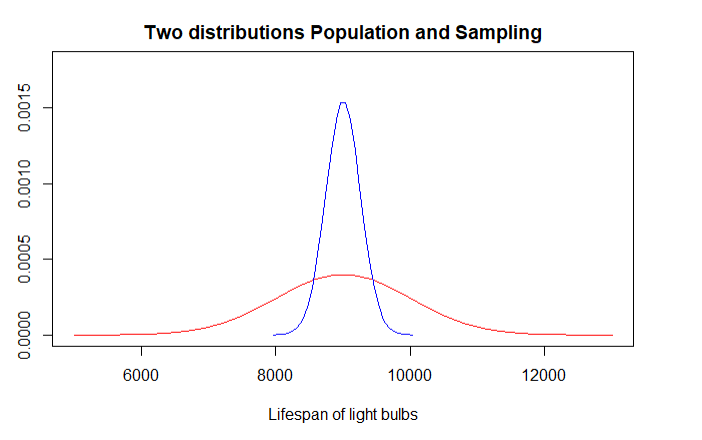 Two distributions Population and Sampling
0.0015
0.0010
0.0005
0.0000
6000 8000 10000 12000
Lifespan of light bulbs